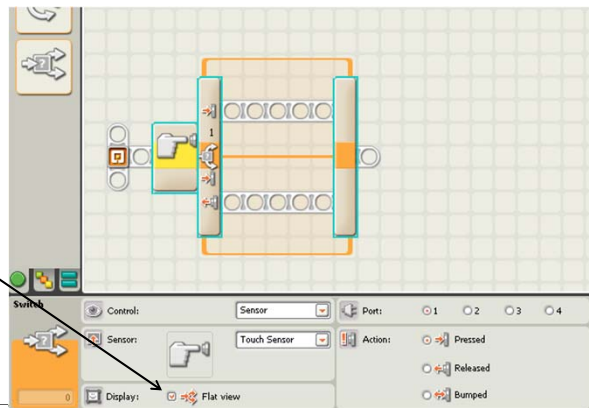 1
Switch
Control:
Sensor
Port:
1
2
3
4
Sensor:
Touch Sensor
Action:
Pressed
Released
0
Display:
Flat view
Bumped